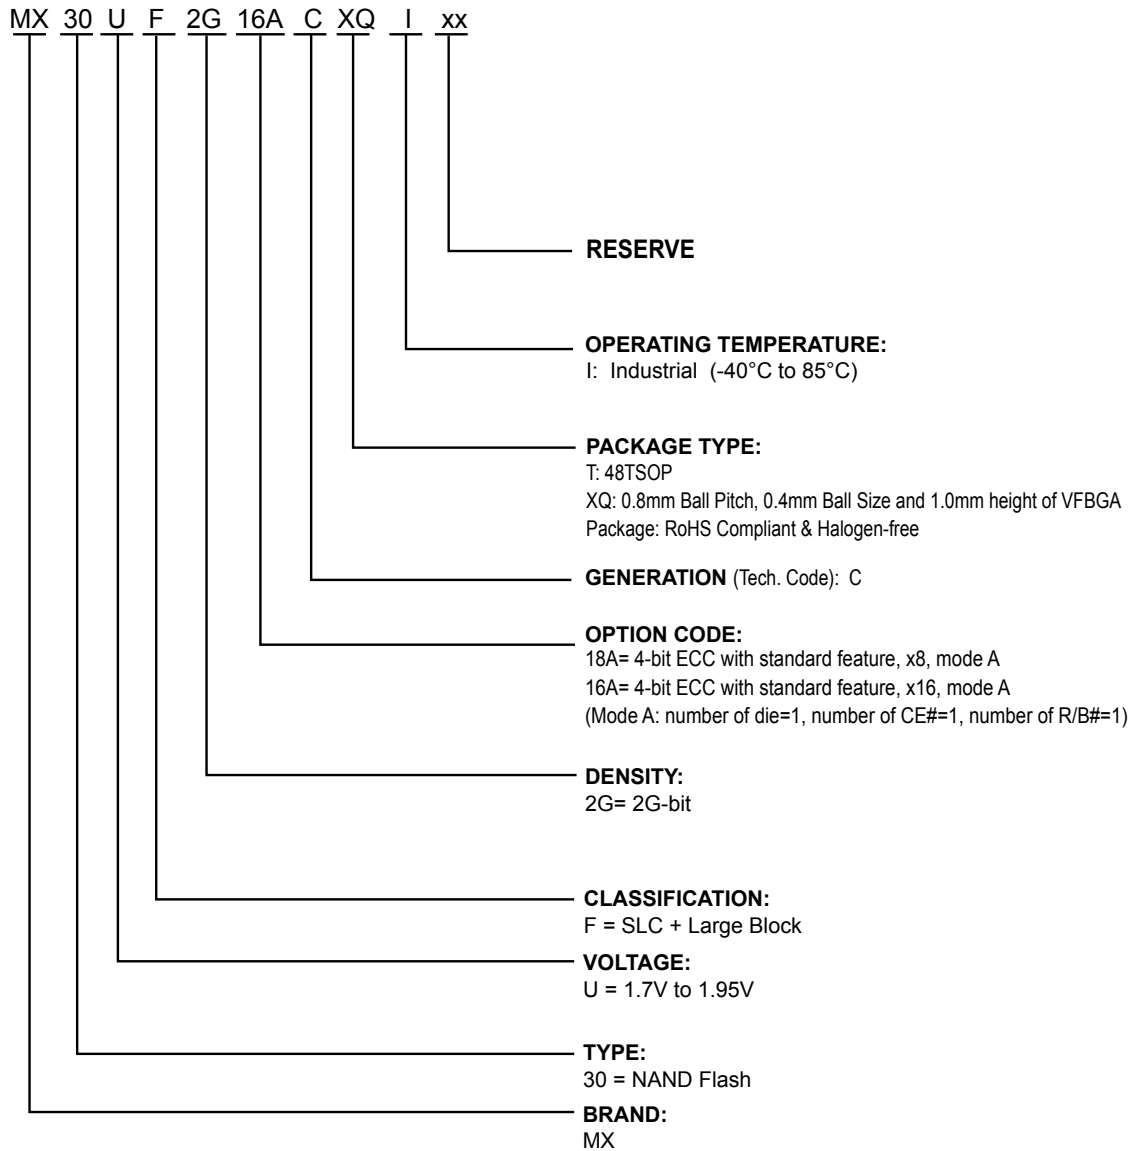 MX 30 U F 2G 16A C XQ I xx
RESERVE
OPERATING TEMPERATURE:
I: Industrial (-40°C to 85°C)
PACKAGE TYPE:
T: 48TSOP
XQ: 0.8mm Ball Pitch, 0.4mm Ball Size and 1.0mm height of VFBGA
Package: RoHS Compliant & Halogen-free
GENERATION (Tech. Code): C
OPTION CODE:
18A= 4-bit ECC with standard feature, x8, mode A
16A= 4-bit ECC with standard feature, x16, mode A
(Mode A: number of die=1, number of CE#=1, number of R/B#=1)
DENSITY:
2G= 2G-bit
CLASSIFICATION:
F = SLC + Large Block
VOLTAGE:
U = 1.7V to 1.95V
TYPE:
30 = NAND Flash
BRAND:
MX